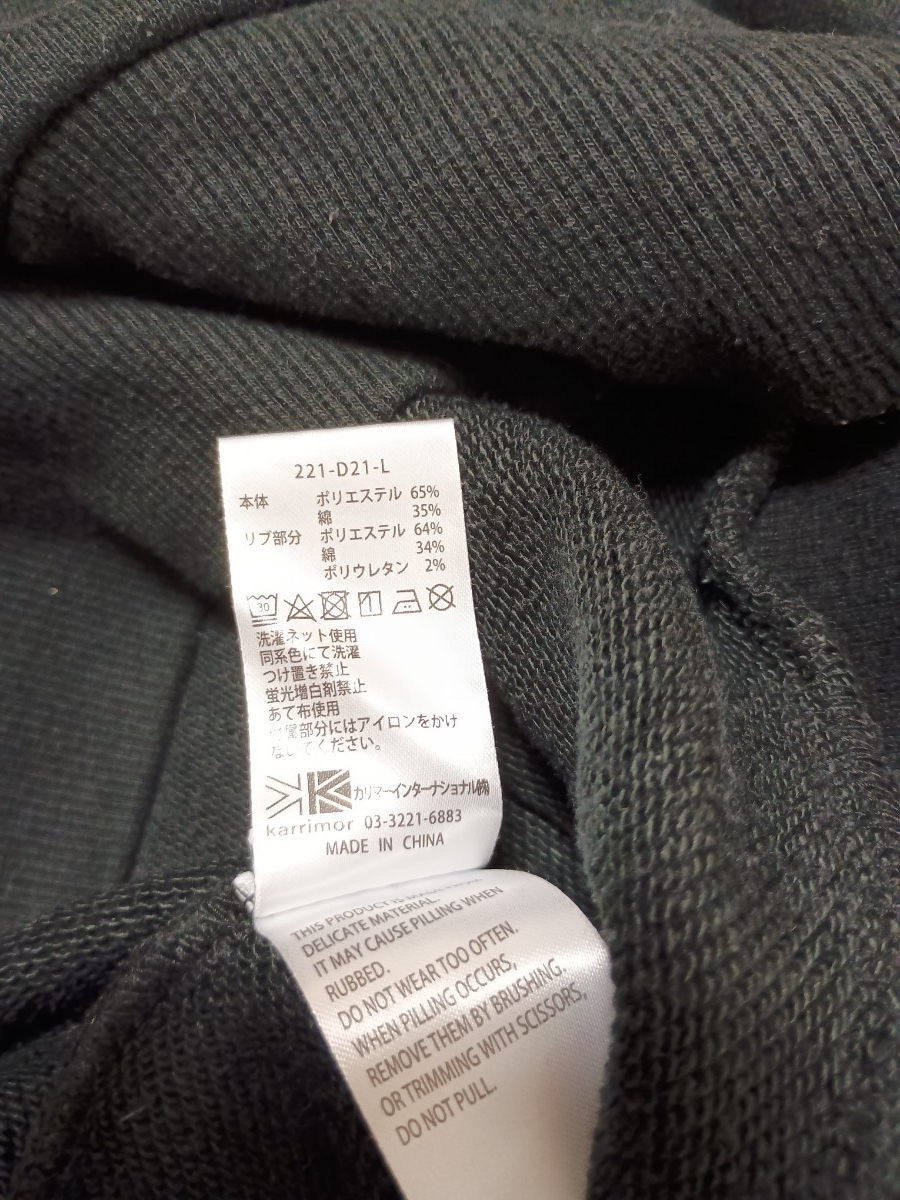 221-D21-L
本体 ポリエステル 65%
綿 35%
リブ部分 ポリエステル 64%
綿 34%
ポリウレタン 2%
30
洗濯ネット使用
同系色にて洗濯
つけ置き禁止
蛍光増白剤禁止
あて布使用
属部分にはアイロンをかけ
ないでください。
カリマーインターナショナル㈱
karrimor 03-3221-6883
MADE IN CHINA
THIS PRODUCT IS MADE
DELICATE MATERIAL.
IT MAY CAUSE PILLING WHEN
RUBBED.
DO NOT WEAR TOO OFTEN.
WHEN PILLING OCCURS,
REMOVE THEM BY BRUSHING.
OR TRIMMING WITH SCISSORS,
DO NOT PULL.